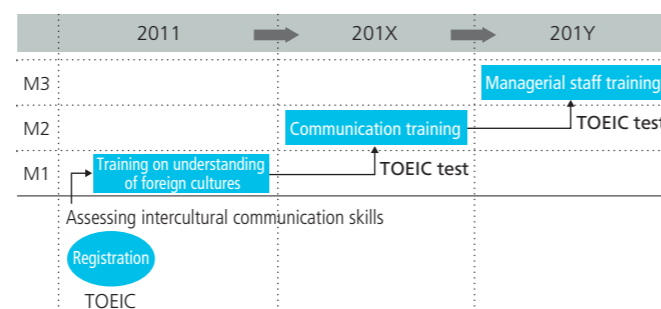 2011 201X 201Y
M3 Managerial staff training
M2 Communication training TOEIC test
M1 Training on understanding
of foreign cultures TOEIC test
Assessing intercultural communication skills
Registration
TOEIC